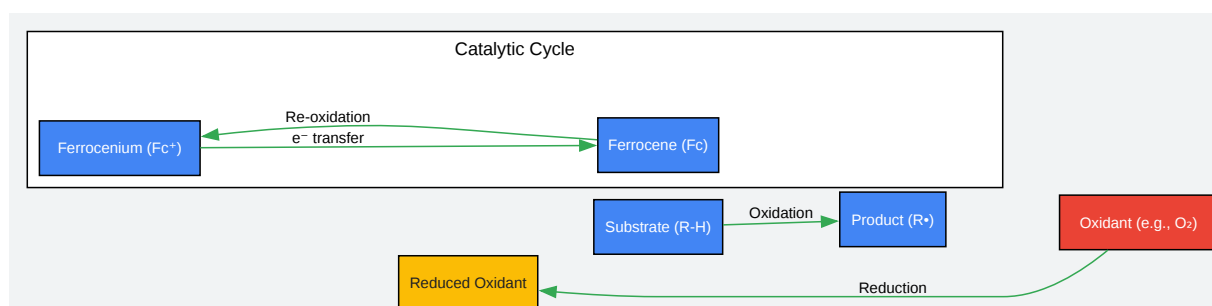 Catalytic Cycle
Re-oxidation
e⁻ transfer
Ferrocenium (Fc⁺)
Ferrocene (Fc)
Substrate (R-H)
Oxidation
Product (R•)
Oxidant (e.g., O₂)
Reduced Oxidant
Reduction